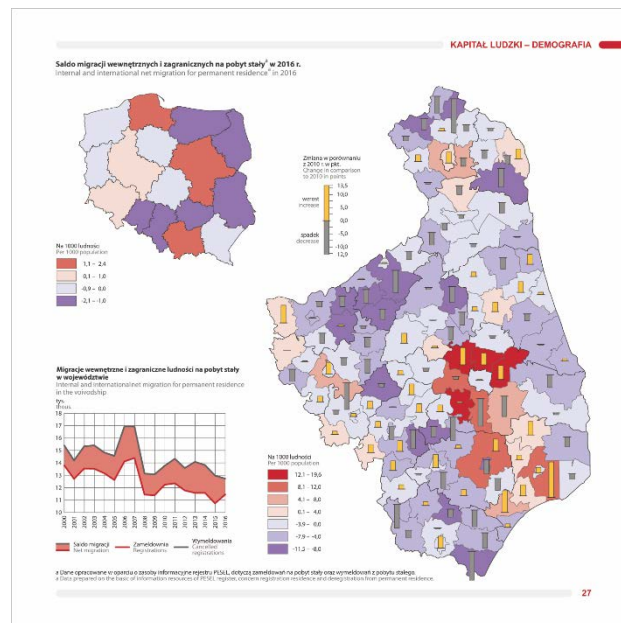 KAPITAŁ LUDZKI – DEMOGRAFIA
Saldo migracji wewnętrznych i zagranicznych na pobyt stały a w 2016 r.
Internal and international net migration for permanent residence a in 2016
Zmiana w porównaniu
z 2010 r. w pkt.
Change in comparison
to 2010 in points
13,5
10,0
wzrost
increase
5,0
0,0
spadek
decrease
-5,0
-10,0
12,9
Na 1000 ludności
Per 1000 population
1,1 – 2,4
0,1 – 1,0
-0,9 – 0,0
-2,1 – -1,0
Migracje wewnętrzne i zagraniczne ludności na pobyt stały
w województwie
Internal and internationalnet migration for permanent residence
in the voivodship
tys.
thous.
18
17
16
15
14
13
12
11
10
2000
2001
2002
2003
2004
2005
2006
2007
2008
2009
2010
2011
2012
2013
2014
2015
2016
Saldo migracji
Net migration
Zameldowania
Registrations
Wymeldowania
Cancelled
registrations
Na 1000 ludności
Per 1000 population
12,1 – 19,6
8,1 – 12,0
4,1 – 8,0
0,1 – 4,0
-3,9 – 0,0
-7,9 – -4,0
-11,3 – -8,0
a Dane opracowane w oparciu o zasoby informacyjne rejestru PESEL, dotyczą zameldowań na pobyt stały oraz wymeldowań z pobytu stałego.
a Data prepared on the basic of information resources of PESEL register, concern registration residence and deregistration from permanent residence.
27